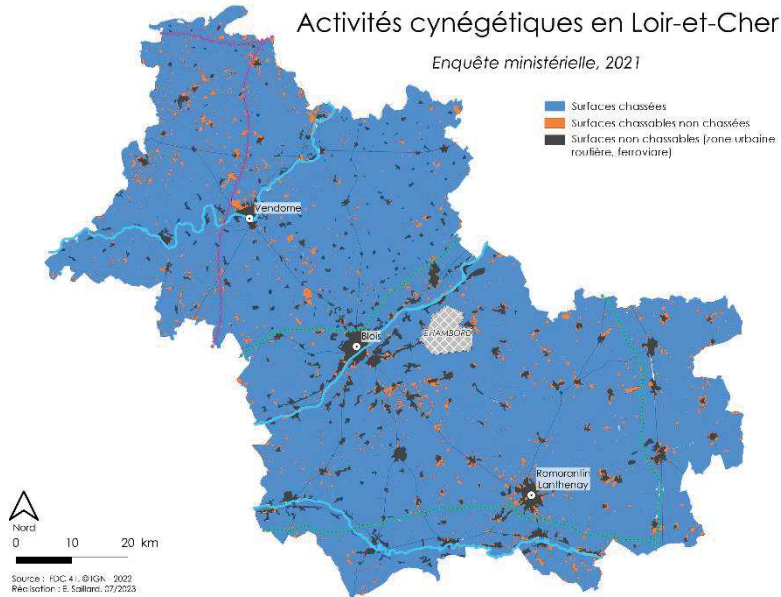 Activités cynégétiques en Loir-et-Cher
Enquête ministérielle, 2021
Surfaces chassées
Surfaces chassables non chassées
Surfaces non chassables (zone urbaine
routière, ferroviare)
Vendome
CHAMBORD
Blois
Romorantin
Lanthenay
Nord
0 10 20 km
Source : FDC 41, ©IGN - 2022
Réalisation : E. Saillard, 07/2023